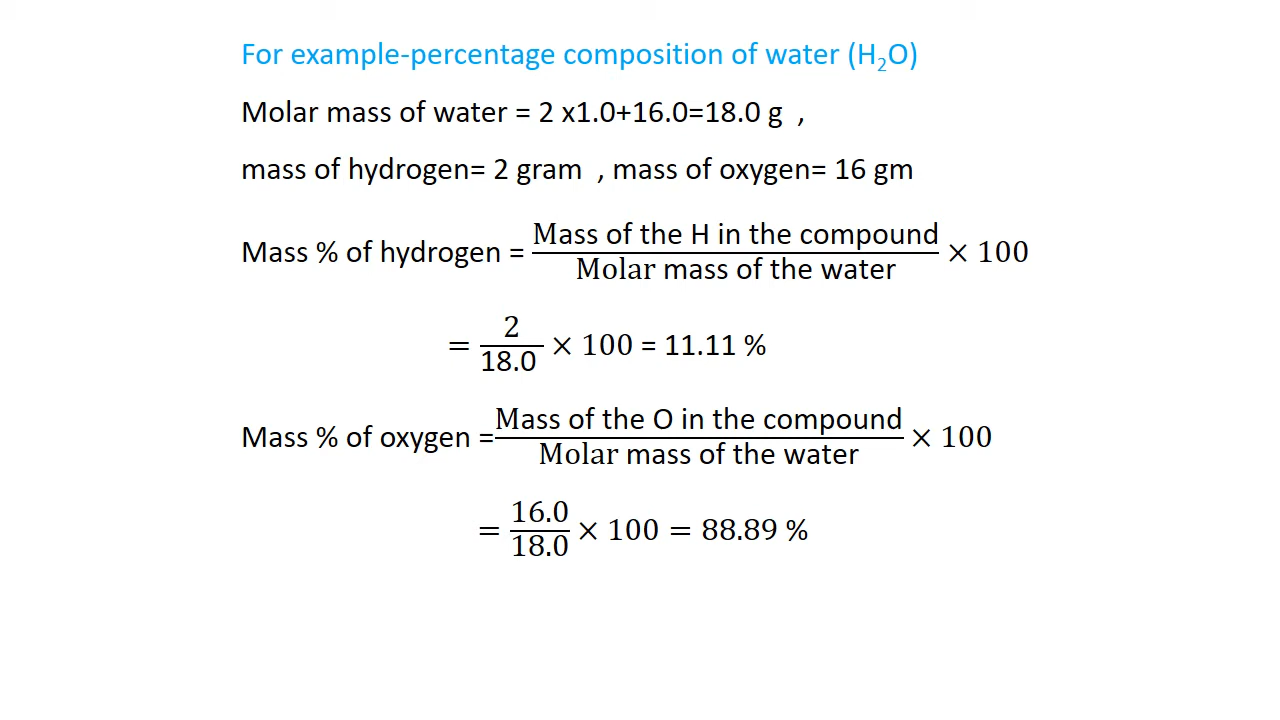 For example-percentage composition of water (H₂O)
Molar mass of water = 2 x1.0+16.0=18.0 g ,
mass of hydrogen= 2 gram , mass of oxygen= 16 gm
Mass % of hydrogen = Mass of the H in the compound / Molar mass of the water × 100
= 2 / 18.0 × 100 = 11.11 %
Mass % of oxygen = Mass of the O in the compound / Molar mass of the water × 100
= 16.0 / 18.0 × 100 = 88.89 %